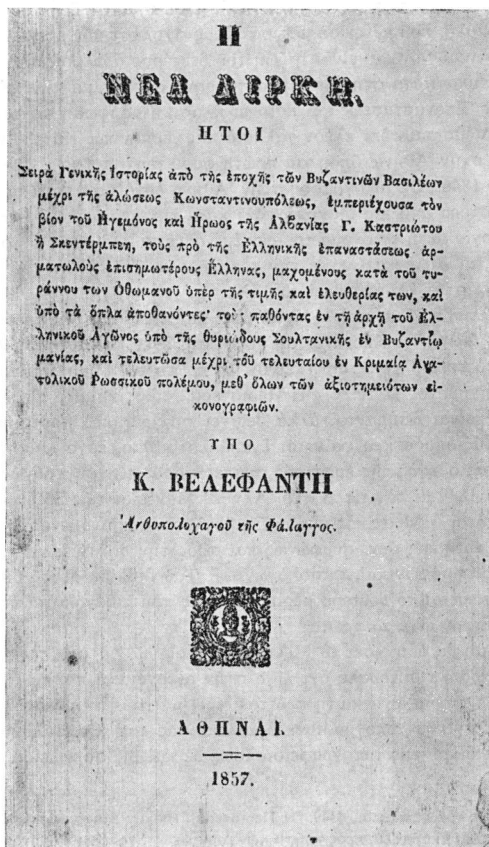 Η
ΝΕΑ ΔΙΡΚΗ.
ΗΤΟΙ
Σειρὰ Γενικῆς Ἱστορίας ἀπὸ τῆς ἐποχῆς τῶν Βυζαντινῶν Βασιλέων
μέχρι τῆς ἁλώσεως Κωνσταντινουπόλεως, ἐμπεριέχουσα τὸν
βίον τοῦ Ἡγεμόνος καὶ Ἥρωος τῆς Ἀλβανίας Γ. Καστριώτου
ἢ Σκεντέρμπεη, τοὺς πρὸ τῆς Ἑλληνικῆς ἐπαναστάσεως ἁρ-
ματωλοὺς ἐπισημωτέρους Ἕλληνας, μαχομένους κατὰ τοῦ τυ-
ράννου των Ὀθωμανοῦ ὑπὲρ τῆς τιμῆς καὶ ἐλευθερίας των, καὶ
ὑπὸ τὰ ὅπλα ἀποθανόντες· τοὺς παθόντας ἐν τῇ ἀρχῇ τοῦ Ἑλ-
ληνικοῦ Ἀγῶνος ὑπὸ τῆς θυριώδους Σουλτανικῆς ἐν Βυζαντίῳ
μανίας, καὶ τελευτῶσα μέχρι τοῦ τελευταίου ἐν Κριμαίᾳ Ἀνα-
τολικοῦ Ῥωσσικοῦ πολέμου, μεθ' ὅλων τῶν ἀξιοτημειότων εἰ-
κονογραφιῶν.
ΥΠΟ
Κ. ΒΕΛΕΦΑΝΤΗ
Ἀνθυπολοχαγοῦ τῆς Φάλαγγος.
ΑΘΗΝΑΙ.
1857.